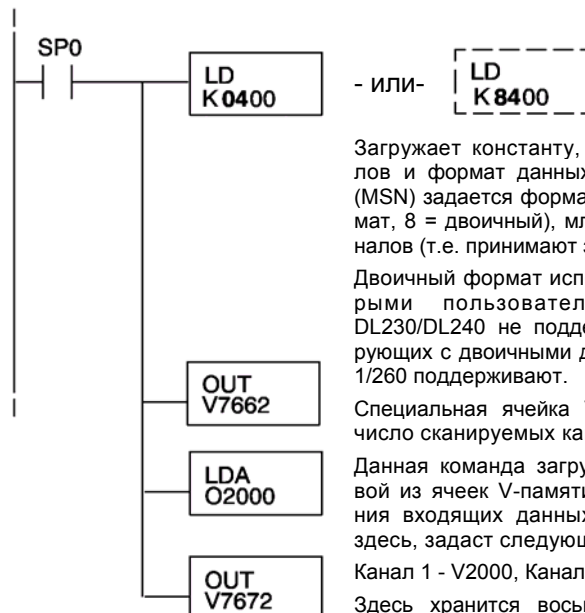 SP0
LD
K0400
- или-
LD
K8400
Загружает константу,
лов и формат данных
(MSN) задается форма
мат, 8 = двоичный), мл
налов (т.е. принимают з
Двоичный формат исп
рыми пользовател
DL230/DL240 не подде
рующих с двоичными д
1/260 поддерживают.
OUT
V7662
Специальная ячейка
число сканируемых ка
LDA
O2000
Данная команда загру
вой из ячеек V-памяти
ния входящих данных
здесь, задаст следующ
Канал 1 - V2000, Канал
OUT
V7672
Здесь хранится восьм